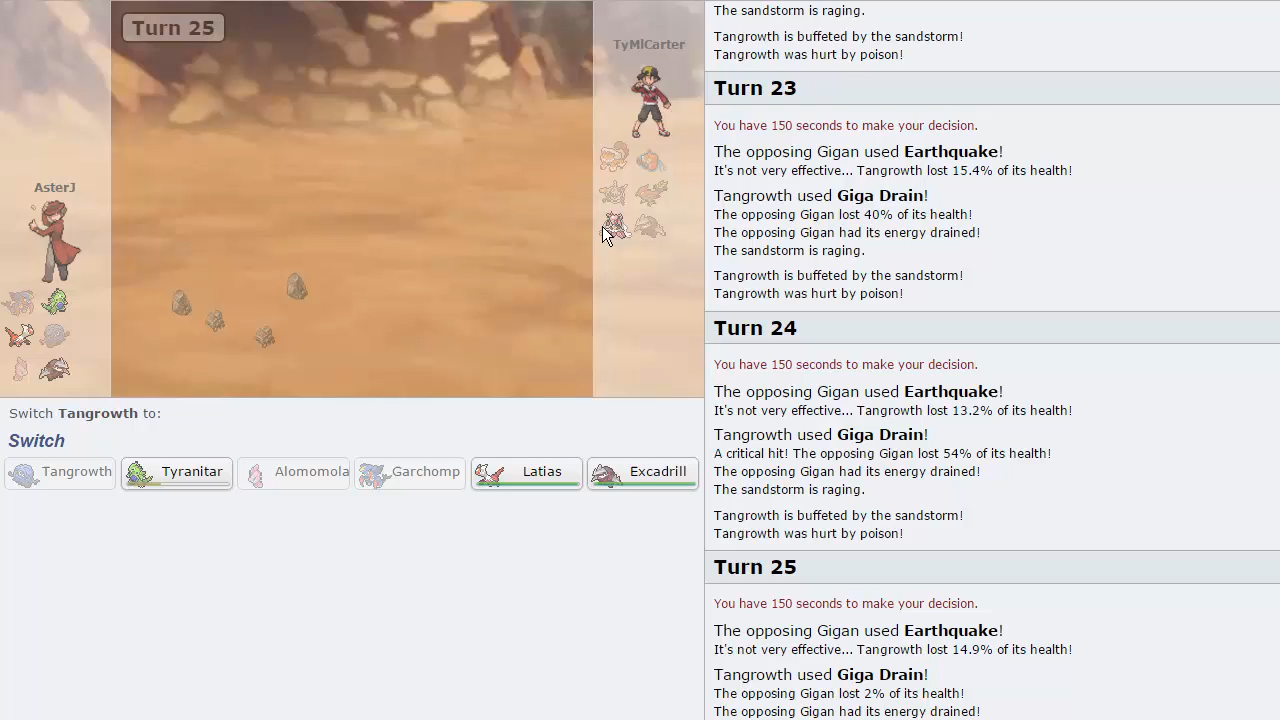 Turn 25
TyMlCarter
AsterJ
Switch Tangrowth to:
Switch
Tangrowth
Tyranitar
Alomomola
Garchomp
Latias
Excadrill
The sandstorm is raging.
Tangrowth is buffeted by the sandstorm!
Tangrowth was hurt by poison!
Turn 23
You have 150 seconds to make your decision.
The opposing Gigan used Earthquake!
It's not very effective... Tangrowth lost 15.4% of its health!
Tangrowth used Giga Drain!
The opposing Gigan lost 40% of its health!
The opposing Gigan had its energy drained!
The sandstorm is raging.
Tangrowth is buffeted by the sandstorm!
Tangrowth was hurt by poison!
Turn 24
You have 150 seconds to make your decision.
The opposing Gigan used Earthquake!
It's not very effective... Tangrowth lost 13.2% of its health!
Tangrowth used Giga Drain!
A critical hit! The opposing Gigan lost 54% of its health!
The opposing Gigan had its energy drained!
The sandstorm is raging.
Tangrowth is buffeted by the sandstorm!
Tangrowth was hurt by poison!
Turn 25
You have 150 seconds to make your decision.
The opposing Gigan used Earthquake!
It's not very effective... Tangrowth lost 14.9% of its health!
Tangrowth used Giga Drain!
The opposing Gigan lost 2% of its health!
The opposing Gigan had its energy drained!